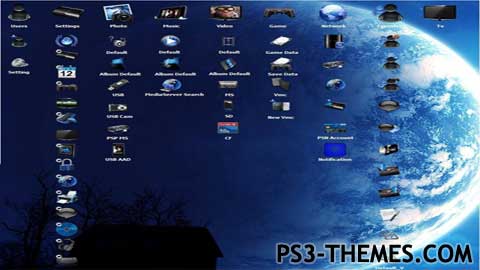 Users Settings Photo Music Video Game Network Tv
Default Default Default Game Data
Setting Album Default Album Default Album Default Save Data
USB MediaServer Search MS Vmc
USB Cam SD New Vmc
PSP MS CF PSN Account
USB AAD Notification
PS3-THEMES.COM